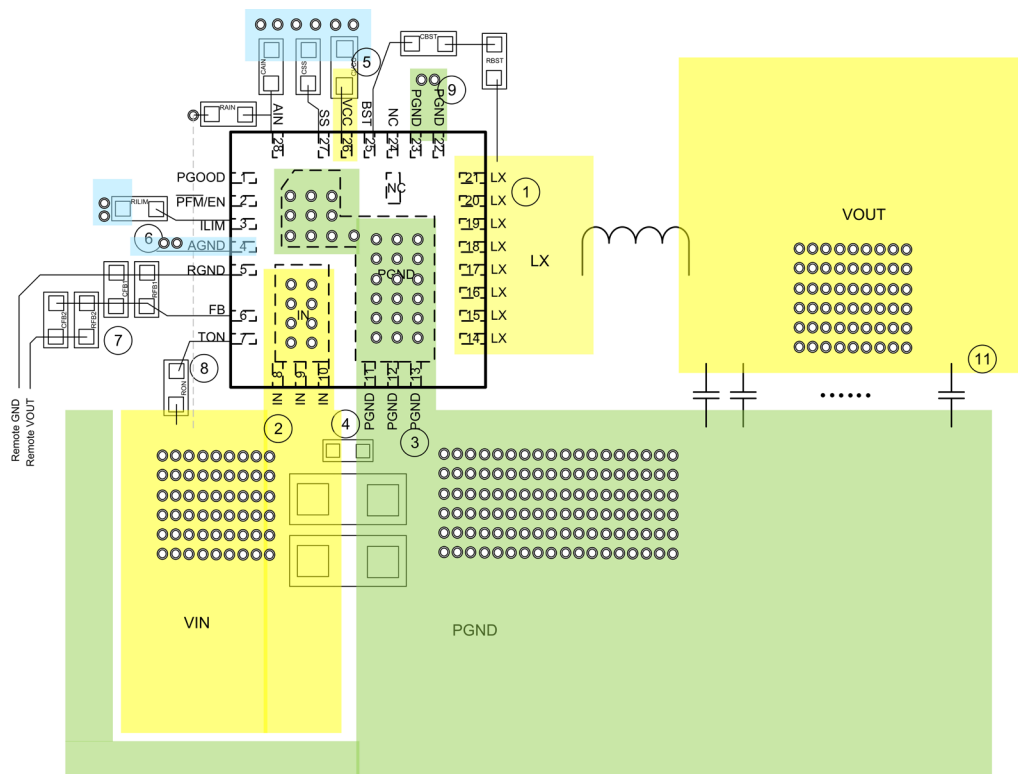 CAIN
CSS
5
CBST
RBST
9
RAIN
AIN
SS
VCC
BST
NC
PGND
PGND
28
27
26
25
24
23
22
PGOOD
1
PFM/EN
2
ILIM
3
AGND
4
RGND
5
FB
6
TON
7
RILIM
6
NC
21
LX
20
LX
19
LX
18
LX
17
LX
16
LX
15
LX
14
LX
1
LX
VOUT
PGND
IN
CFB1
RFB1
CFB2
RFB2
7
8
RON
8
9
10
11
12
13
IN
IN
IN
PGND
PGND
PGND
2
4
3
11
......
Remote GND
Remote VOUT
VIN
PGND